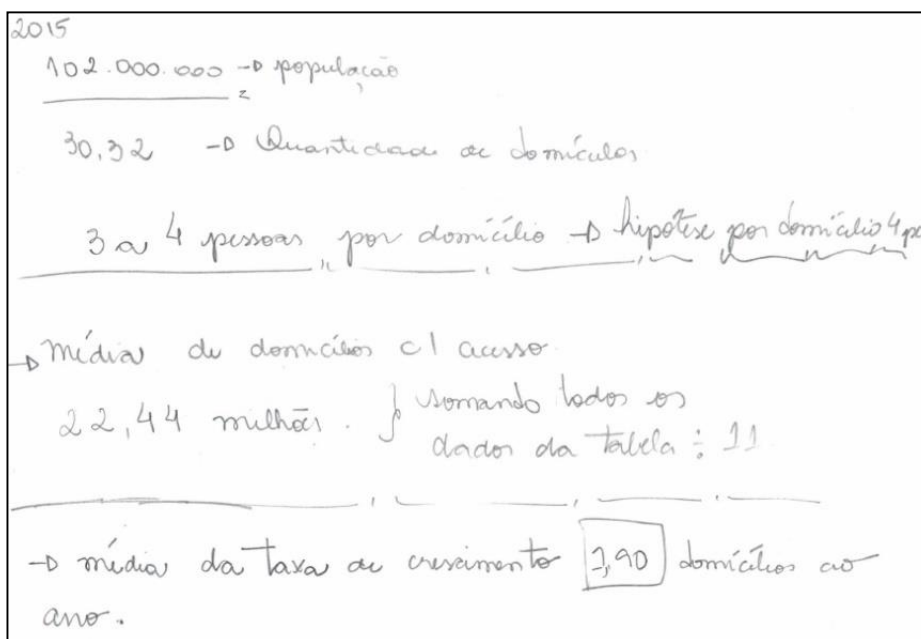 2015
102.000.000 → população
30,32 → Quantidade de domículos
3 a 4 pessoas por domicílio → hipótese por domicílio 4 pe
→ média de domicílios c/ acesso
22,44 milhões. } somando todos os
dados da tabela ÷ 11
→ média da taxa de crescimento 1,90 domicílios ao
ano.